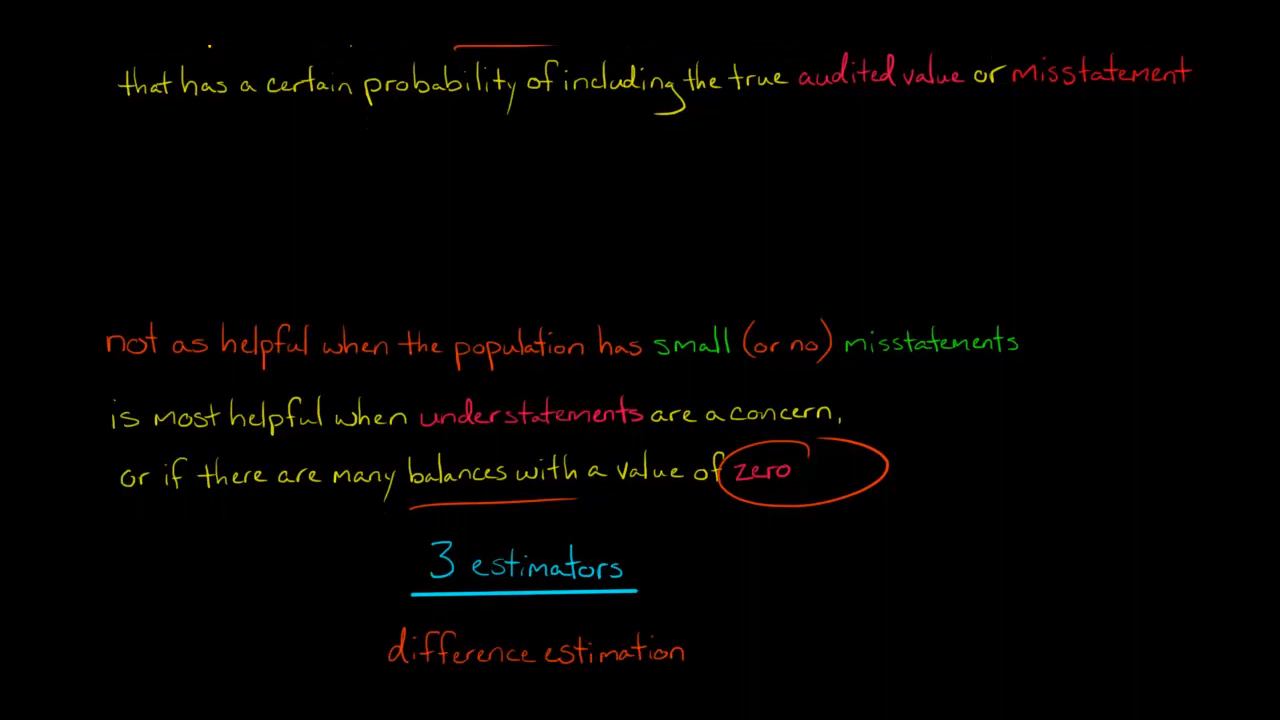 that has a certain probability of including the true audited value or misstatement
not as helpful when the population has small (or no) misstatements
is most helpful when understatements are a concern,
or if there are many balances with a value of zero
3 estimators
difference estimation